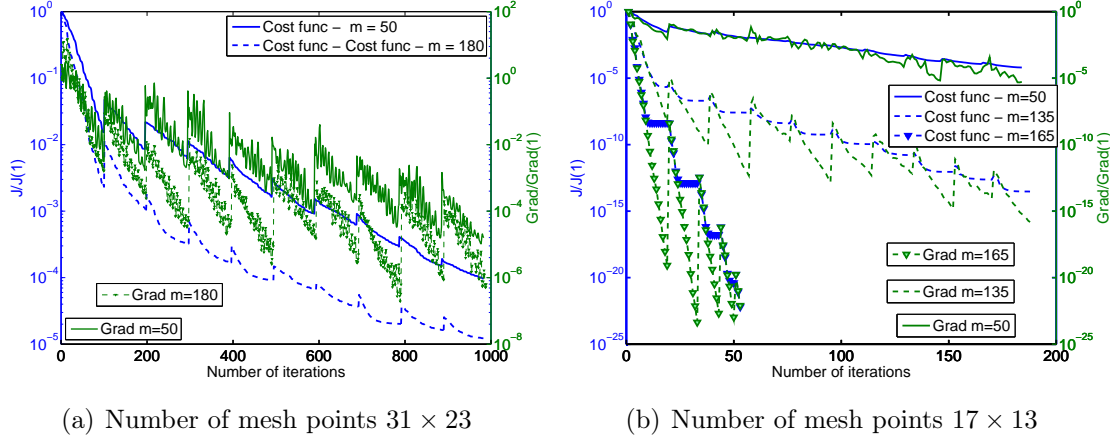 10^0
10^-1
10^-2
10^-3
10^-4
10^-5
J/J(1)
0 200 400 600 800 1000
Number of iterations
10^2
10^0
10^-2
10^-4
10^-6
10^-8
Grad/Grad(1)
Cost func – m = 50
Cost func – Cost func – m = 180
Grad m=180
Grad m=50
(a) Number of mesh points 31 × 23
10^0
10^-5
10^-10
10^-15
10^-20
10^-25
J/J(1)
0 50 100 150 200
Number of iterations
10^0
10^-5
10^-10
10^-15
10^-20
10^-25
Grad/Grad(1)
Cost func – m=50
Cost func – m=135
Cost func – m=165
Grad m=165
Grad m=135
Grad m=50
(b) Number of mesh points 17 × 13